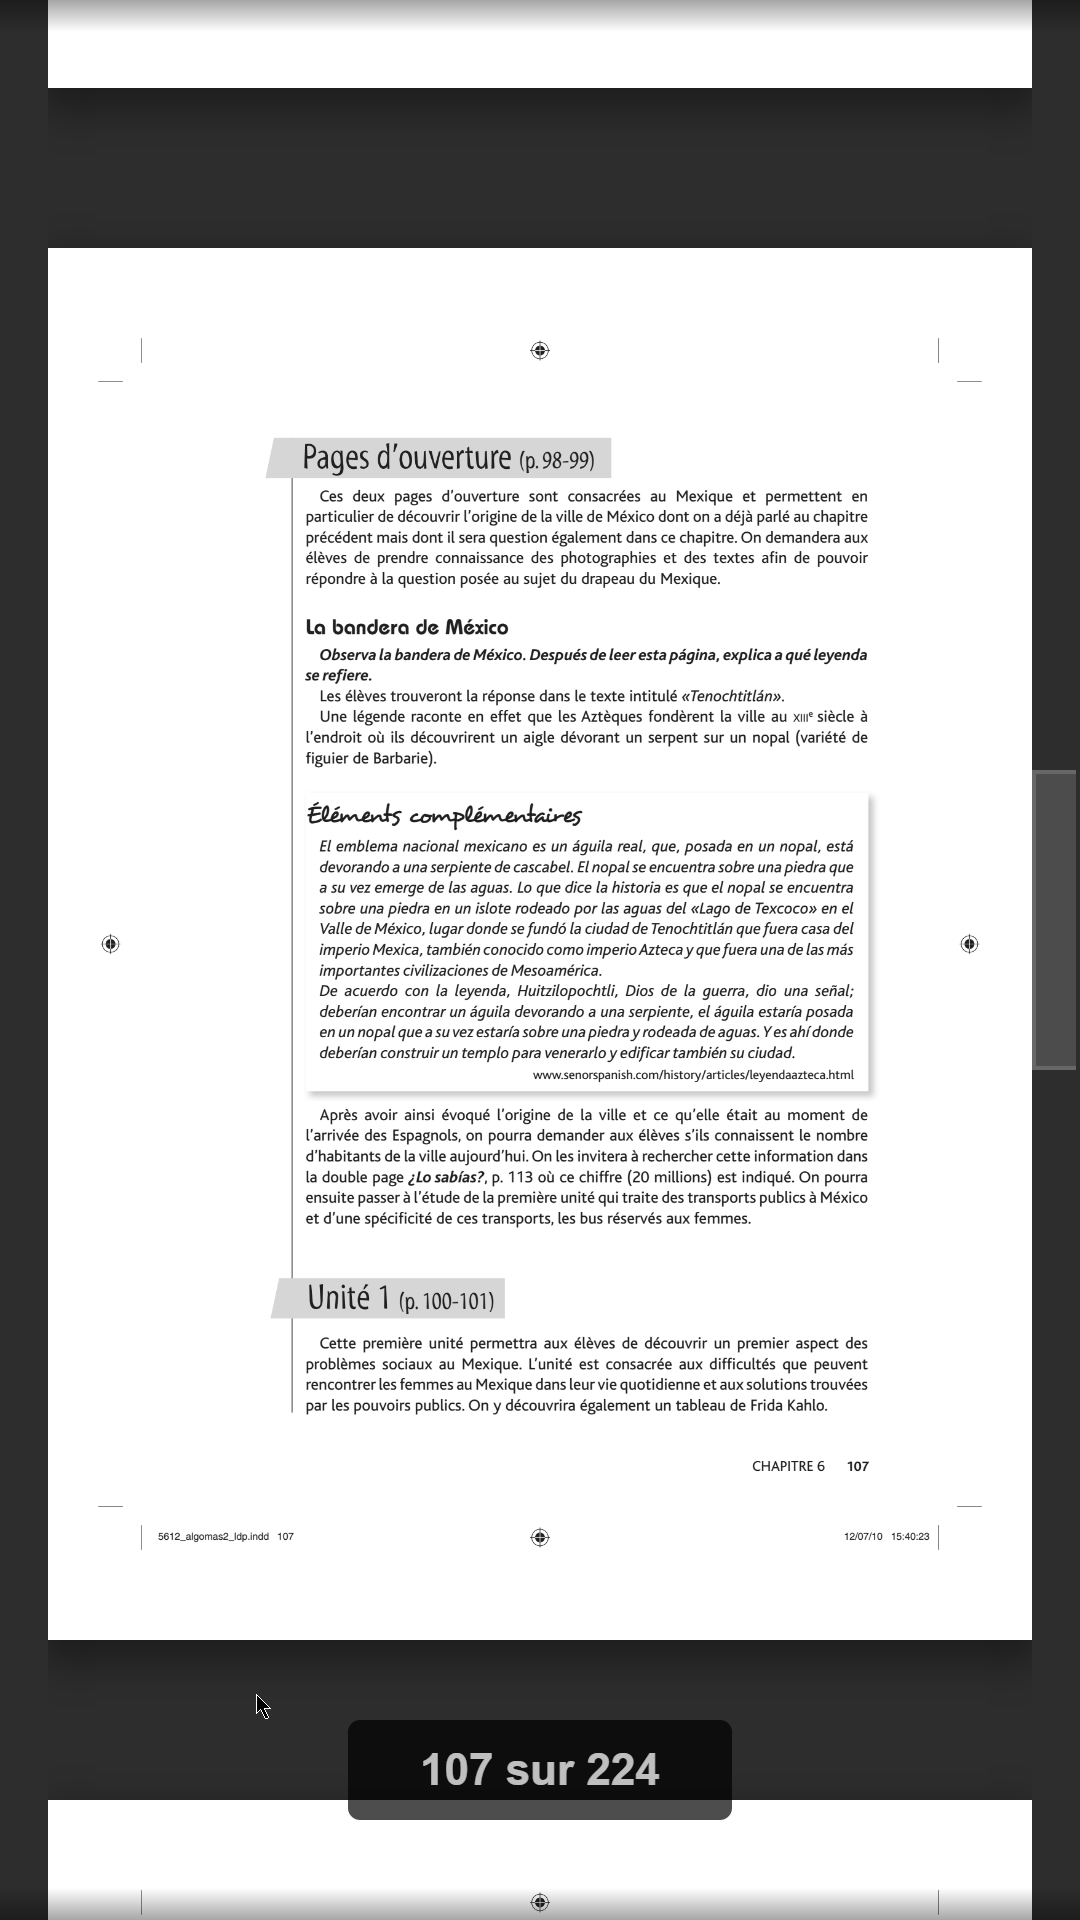 Pages d’ouverture (p. 98-99)
Ces deux pages d’ouverture sont consacrées au Mexique et permettent en
particulier de découvrir l’origine de la ville de México dont on a déjà parlé au chapitre
précédent mais dont il sera question également dans ce chapitre. On demandera aux
élèves de prendre connaissance des photographies et des textes afin de pouvoir
répondre à la question posée au sujet du drapeau du Mexique.
La bandera de México
Observa la bandera de México. Después de leer esta página, explica a qué leyenda
se refiere.
Les élèves trouveront la réponse dans le texte intitulé «Tenochtitlán».
Une légende raconte en effet que les Aztèques fondèrent la ville au XIIIe siècle à
l’endroit où ils découvrirent un aigle dévorant un serpent sur un nopal (variété de
figuier de Barbarie).
Éléments complémentaires
El emblema nacional mexicano es un águila real, que, posada en un nopal, está
devorando a una serpiente de cascabel. El nopal se encuentra sobre una piedra que
a su vez emerge de las aguas. Lo que dice la historia es que el nopal se encuentra
sobre una piedra en un islote rodeado por las aguas del «Lago de Texcoco» en el
Valle de México, lugar donde se fundó la ciudad de Tenochtitlán que fuera casa del
imperio Mexica, también conocido como imperio Azteca y que fuera una de las más
importantes civilizaciones de Mesoamérica.
De acuerdo con la leyenda, Huitzilopochtli, Dios de la guerra, dio una señal;
deberían encontrar un águila devorando a una serpiente, el águila estaría posada
en un nopal que a su vez estaría sobre una piedra y rodeada de aguas. Y es ahí donde
deberían construir un templo para venerarlo y edificar también su ciudad.
www.senorspanish.com/history/articles/leyendaazteca.html
Après avoir ainsi évoqué l’origine de la ville et ce qu’elle était au moment de
l’arrivée des Espagnols, on pourra demander aux élèves s’ils connaissent le nombre
d’habitants de la ville aujourd’hui. On les invitera à rechercher cette information dans
la double page ¿Lo sabías?, p. 113 où ce chiffre (20 millions) est indiqué. On pourra
ensuite passer à l’étude de la première unité qui traite des transports publics à México
et d’une spécificité de ces transports, les bus réservés aux femmes.
Unité 1 (p. 100-101)
Cette première unité permettra aux élèves de découvrir un premier aspect des
problèmes sociaux au Mexique. L’unité est consacrée aux difficultés que peuvent
rencontrer les femmes au Mexique dans leur vie quotidienne et aux solutions trouvées
par les pouvoirs publics. On y découvrira également un tableau de Frida Kahlo.
CHAPITRE 6 107
5612_algomas2_ldp.indd 107 12/07/10 15:40:23
107 sur 224